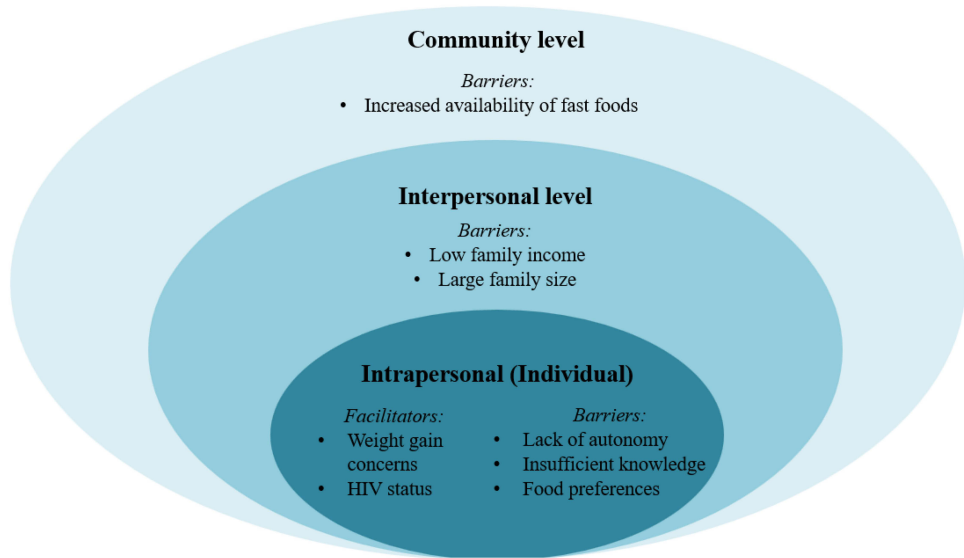 Community level
Barriers:
• Increased availability of fast foods
Interpersonal level
Barriers:
• Low family income
• Large family size
Intrapersonal (Individual)
Facilitators:
• Weight gain
concerns
• HIV status
Barriers:
• Lack of autonomy
• Insufficient knowledge
• Food preferences